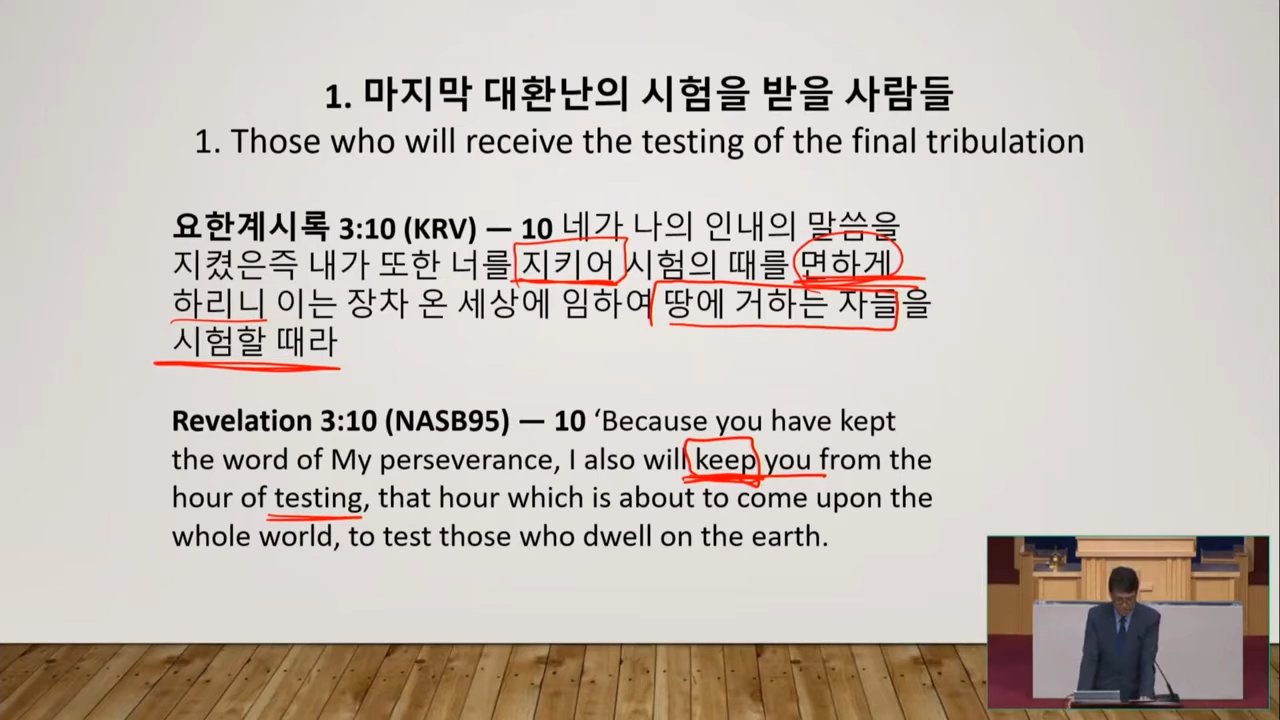 1. 마지막 대환난의 시험을 받을 사람들
1. Those who will receive the testing of the final tribulation
요한계시록 3:10 (KRV) — 10 네가 나의 인내의 말씀을
지켰은즉 내가 또한 너를 지키어 시험의 때를 면하게
하리니 이는 장차 온 세상에 임하여 땅에 거하는 자들을
시험할 때라
Revelation 3:10 (NASB95) — 10 ‘Because you have kept
the word of My perseverance, I also will keep you from the
hour of testing, that hour which is about to come upon the
whole world, to test those who dwell on the earth.